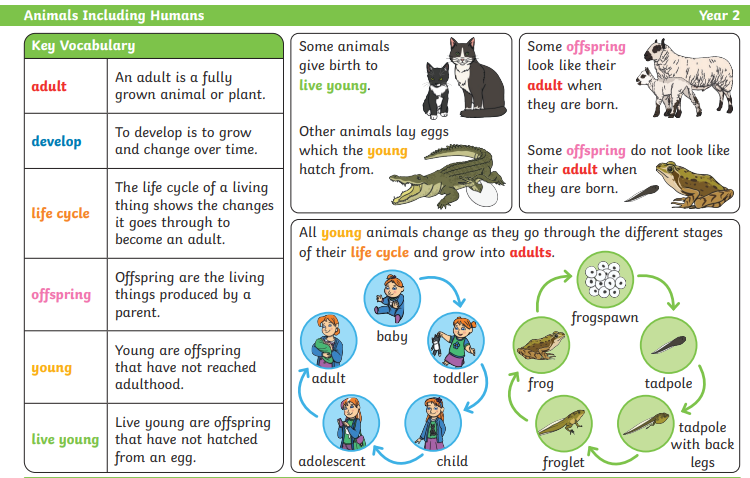 Animals Including Humans
Year 2
Key Vocabulary
adult
An adult is a fully
grown animal or plant.
develop
To develop is to grow
and change over time.
life cycle
The life cycle of a living
thing shows the changes
it goes through to
become an adult.
offspring
Offspring are the living
things produced by a
parent.
young
Young are offspring
that have not reached
adulthood.
live young
Live young are offspring
that have not hatched
from an egg.
Some animals
give birth to
live young.
Other animals lay eggs
which the young
hatch from.
Some offspring
look like their
adult when
they are born.
Some offspring do not look like
their adult when
they are born.
All young animals change as they go through the different stages
of their life cycle and grow into adults.
baby
toddler
child
adolescent
adult
frogspawn
tadpole
tadpole
with back
legs
froglet
frog